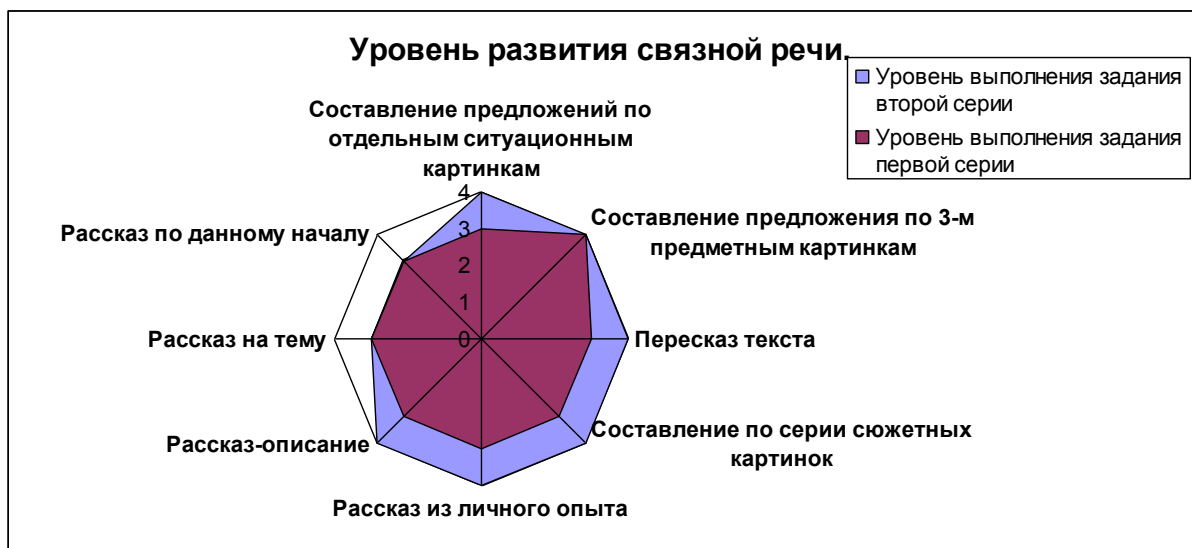 Уровень развития связной речи.
Уровень выполнения задания
второй серии
Уровень выполнения задания
первой серии
Составление предложений по
отдельным ситуационным
картинкам
Составление предложения по 3-м
предметным картинкам
Пересказ текста
Составление по серии сюжетных
картинок
Рассказ из личного опыта
Рассказ-описание
Рассказ на тему
Рассказ по данному началу
4
3
2
1
0